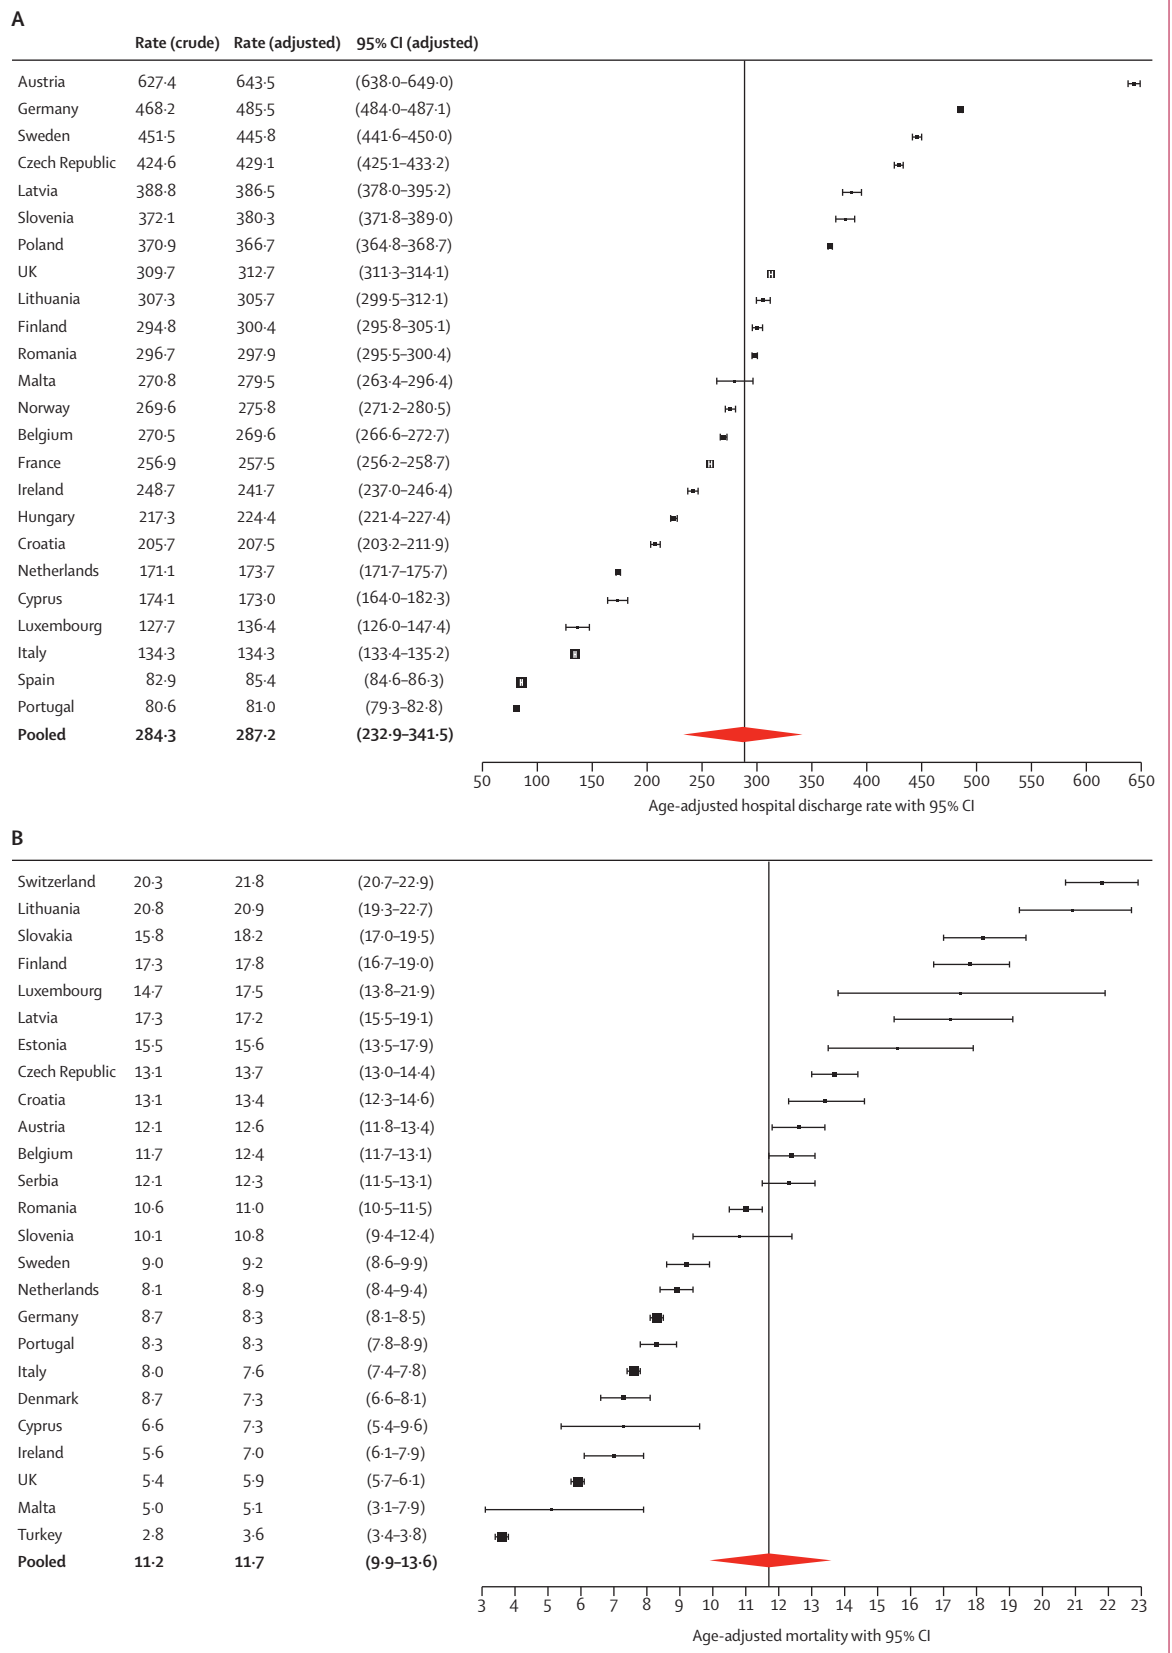 A
Rate (crude) Rate (adjusted) 95% CI (adjusted)
Austria 627·4 643·5 (638·0–649·0)
Germany 468·2 485·5 (484·0–487·1)
Sweden 451·5 445·8 (441·6–450·0)
Czech Republic 424·6 429·1 (425·1–433·2)
Latvia 388·8 386·5 (378·0–395·2)
Slovenia 372·1 380·3 (371·8–389·0)
Poland 370·9 366·7 (364·8–368·7)
UK 309·7 312·7 (311·3–314·1)
Lithuania 307·3 305·7 (299·5–312·1)
Finland 294·8 300·4 (295·8–305·1)
Romania 296·7 297·9 (295·5–300·4)
Malta 270·8 279·5 (263·4–296·4)
Norway 269·6 275·8 (271·2–280·5)
Belgium 270·5 269·6 (266·6–272·7)
France 256·9 257·5 (256·2–258·7)
Ireland 248·7 241·7 (237·0–246·4)
Hungary 217·3 224·4 (221·4–227·4)
Croatia 205·7 207·5 (203·2–211·9)
Netherlands 171·1 173·7 (171·7–175·7)
Cyprus 174·1 173·0 (164·0–182·3)
Luxembourg 127·7 136·4 (126·0–147·4)
Italy 134·3 134·3 (133·4–135·2)
Spain 82·9 85·4 (84·6–86·3)
Portugal 80·6 81·0 (79·3–82·8)
Pooled 284·3 287·2 (232·9–341·5)
50 100 150 200 250 300 350 400 450 500 550 600 650
Age-adjusted hospital discharge rate with 95% CI
B
Switzerland 20·3 21·8 (20·7–22·9)
Lithuania 20·8 20·9 (19·3–22·7)
Slovakia 15·8 18·2 (17·0–19·5)
Finland 17·3 17·8 (16·7–19·0)
Luxembourg 14·7 17·5 (13·8–21·9)
Latvia 17·3 17·2 (15·5–19·1)
Estonia 15·5 15·6 (13·5–17·9)
Czech Republic 13·1 13·7 (13·0–14·4)
Croatia 13·1 13·4 (12·3–14·6)
Austria 12·1 12·6 (11·8–13·4)
Belgium 11·7 12·4 (11·7–13·1)
Serbia 12·1 12·3 (11·5–13·1)
Romania 10·6 11·0 (10·5–11·5)
Slovenia 10·1 10·8 (9·4–12·4)
Sweden 9·0 9·2 (8·6–9·9)
Netherlands 8·1 8·9 (8·4–9·4)
Germany 8·7 8·3 (8·1–8·5)
Portugal 8·3 8·3 (7·8–8·9)
Italy 8·0 7·6 (7·4–7·8)
Denmark 8·7 7·3 (6·6–8·1)
Cyprus 6·6 7·3 (5·4–9·6)
Ireland 5·6 7·0 (6·1–7·9)
UK 5·4 5·9 (5·7–6·1)
Malta 5·0 5·1 (3·1–7·9)
Turkey 2·8 3·6 (3·4–3·8)
Pooled 11·2 11·7 (9·9–13·6)
3 4 5 6 7 8 9 10 11 12 13 14 15 16 17 18 19 20 21 22 23
Age-adjusted mortality with 95% CI